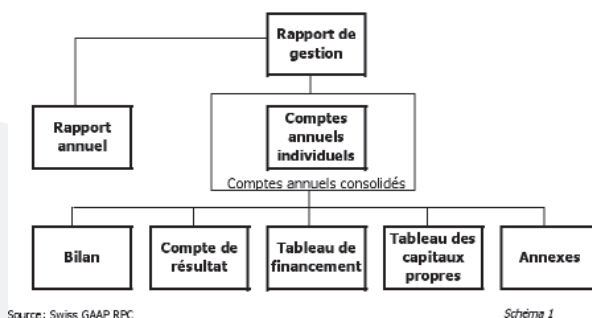 Rapport de
gestion
Rapport
annuel
Comptes
annuels
individuels
Comptes annuels consolidés
Bilan
Compte de
résultat
Tableau de
financement
Tableau des
capitaux
propres
Annexes
Source: Swiss GAAP RPC
Schéma 1